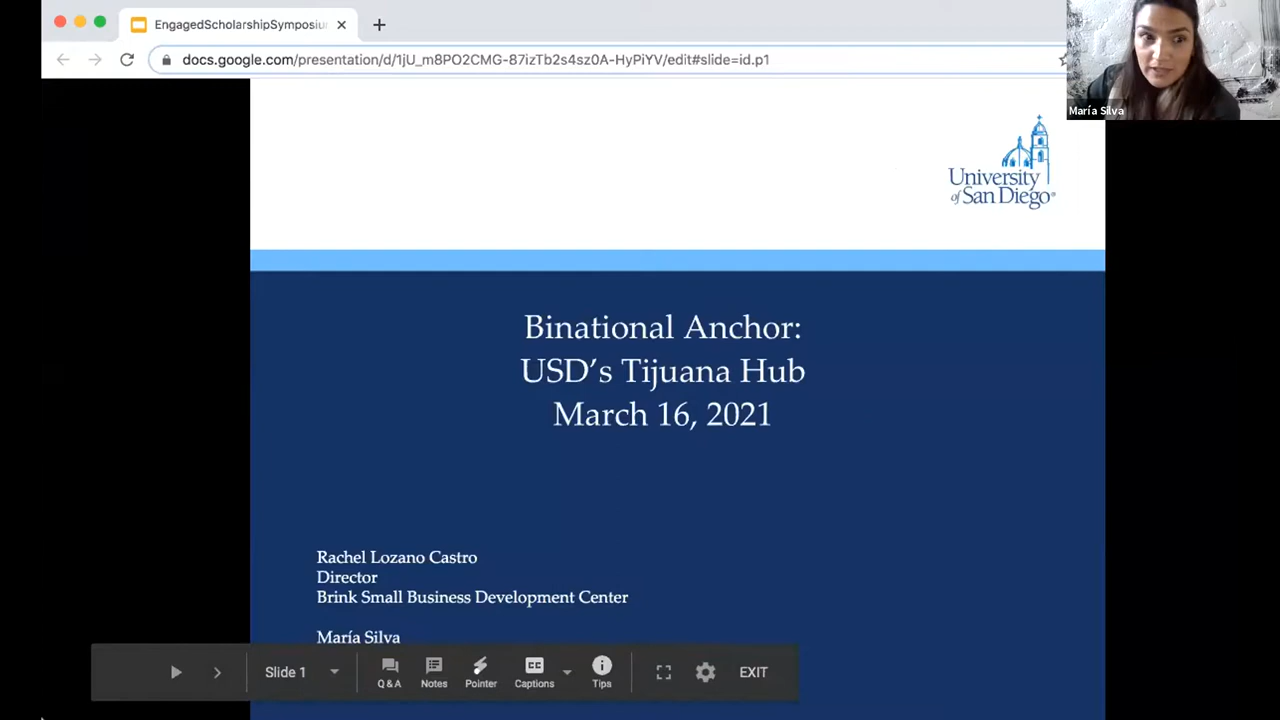 EngagedScholarshipSymposiu
docs.google.com/presentation/d/1jU_m8PO2CMG-87izTb2s4sz0A-HyPiYV/edit#slide=id.p1
María Silva
University
of San Diego®
Binational Anchor:
USD's Tijuana Hub
March 16, 2021
Rachel Lozano Castro
Director
Brink Small Business Development Center
María Silva
Slide 1
Q & A
Notes
Pointer
CC
Captions
Tips
EXIT